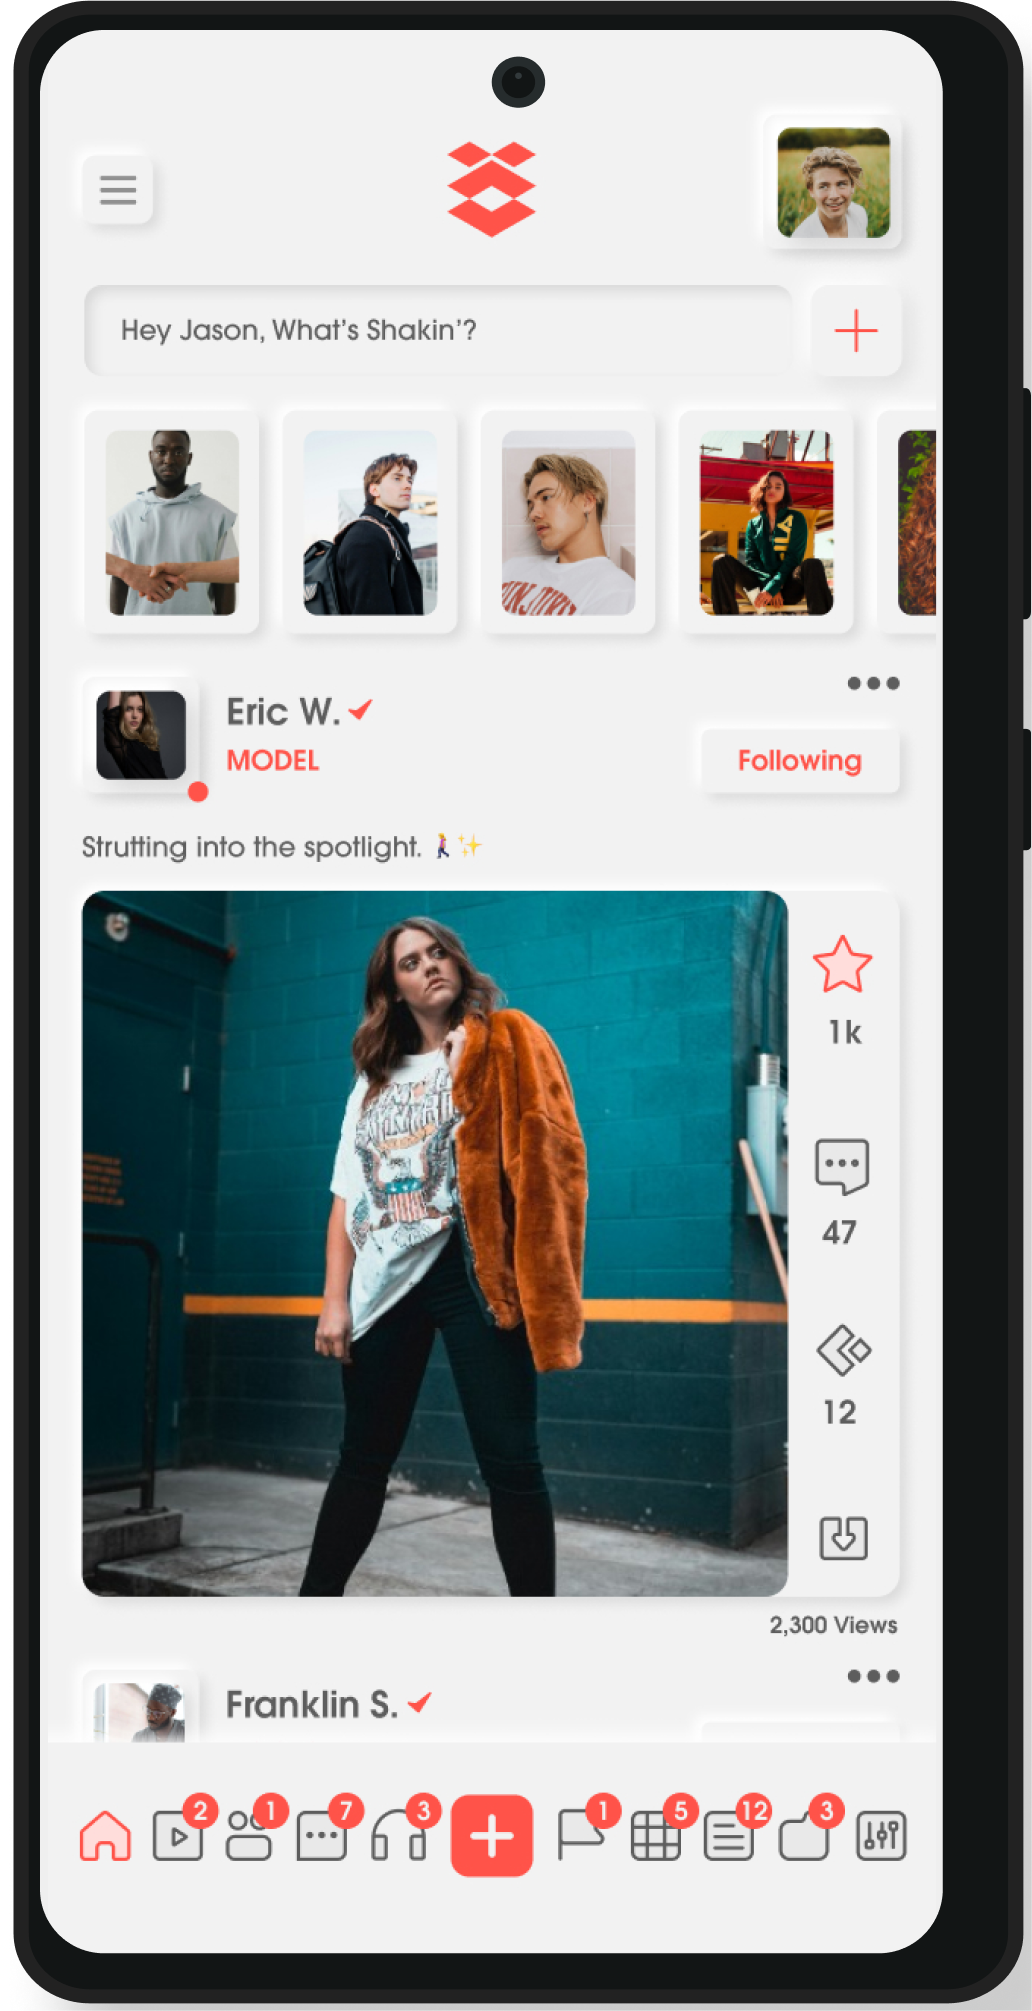 Hey Jason, What's Shakin'?
Eric W.
MODEL
Following
Strutting into the spotlight. 🚶‍♀️✨
1k
47
12
2,300 Views
Franklin S.
2 1 7 3 1 5 12 3